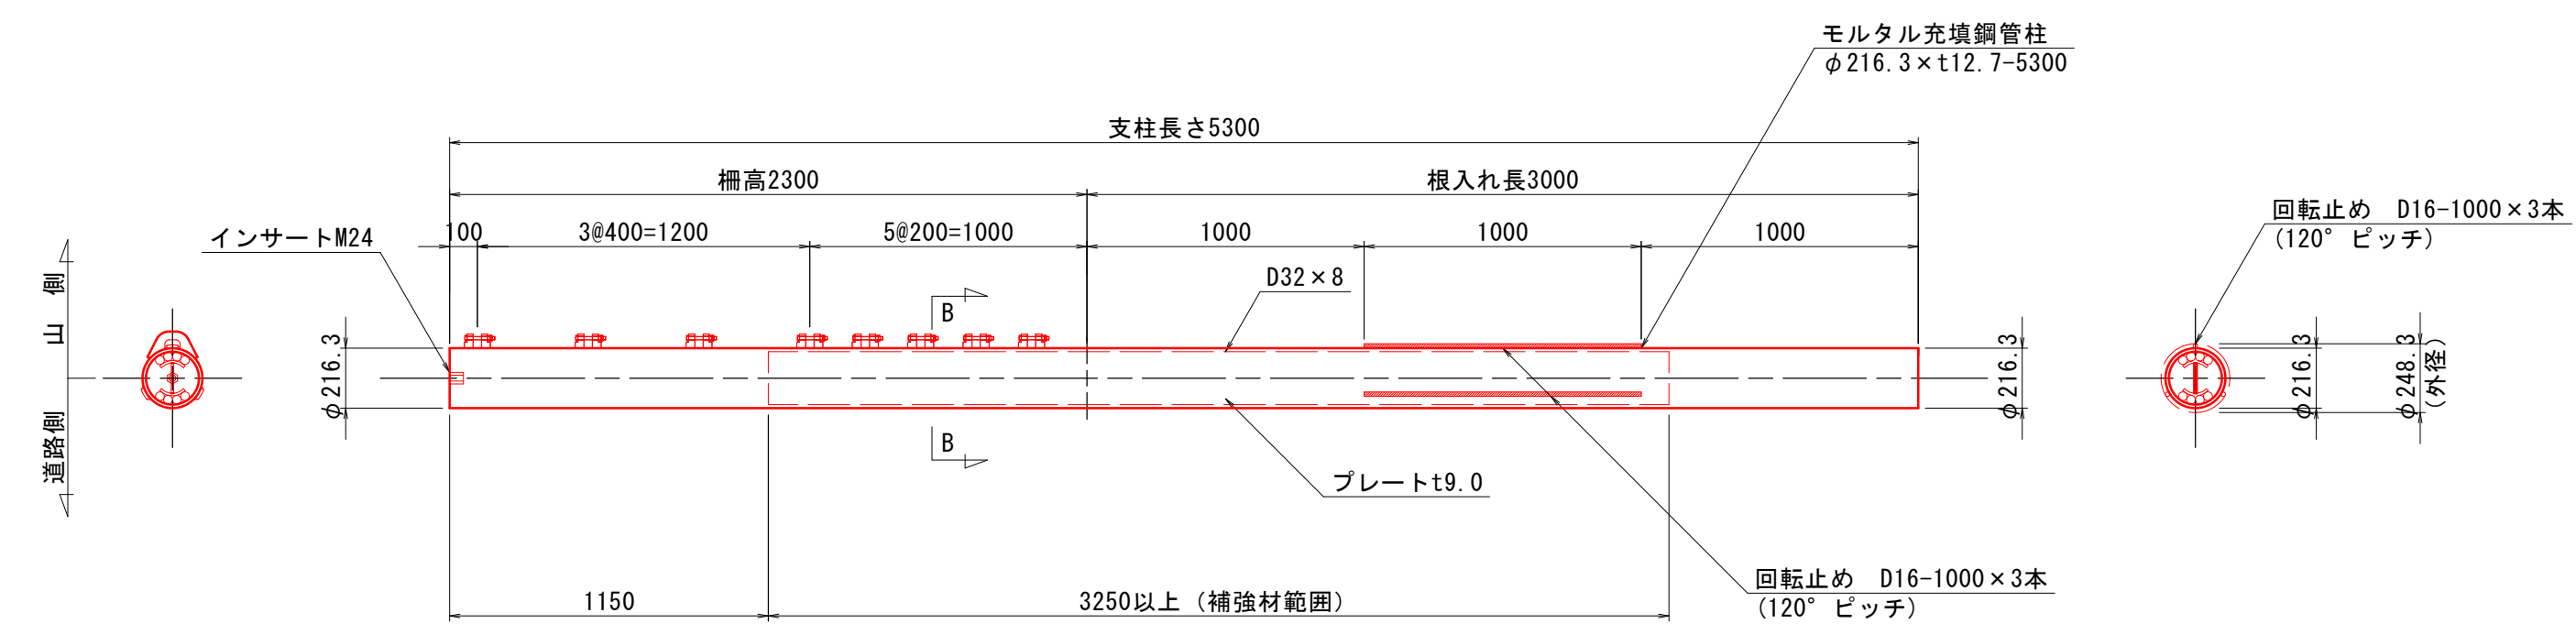 モルタル充填鋼管柱
φ216.3×t12.7-5300
支柱長さ5300
柵高2300
根入れ長3000
回転止め　D16-1000×3本
(120°ピッチ)
インサートM24
100
3@400=1200
5@200=1000
1000
1000
1000
D32×8
B
山　側
道路側
φ216.3
φ216.3
φ216.3
φ248.3
(外径)
B
プレートt9.0
回転止め　D16-1000×3本
(120°ピッチ)
1150
3250以上 (補強材範囲)